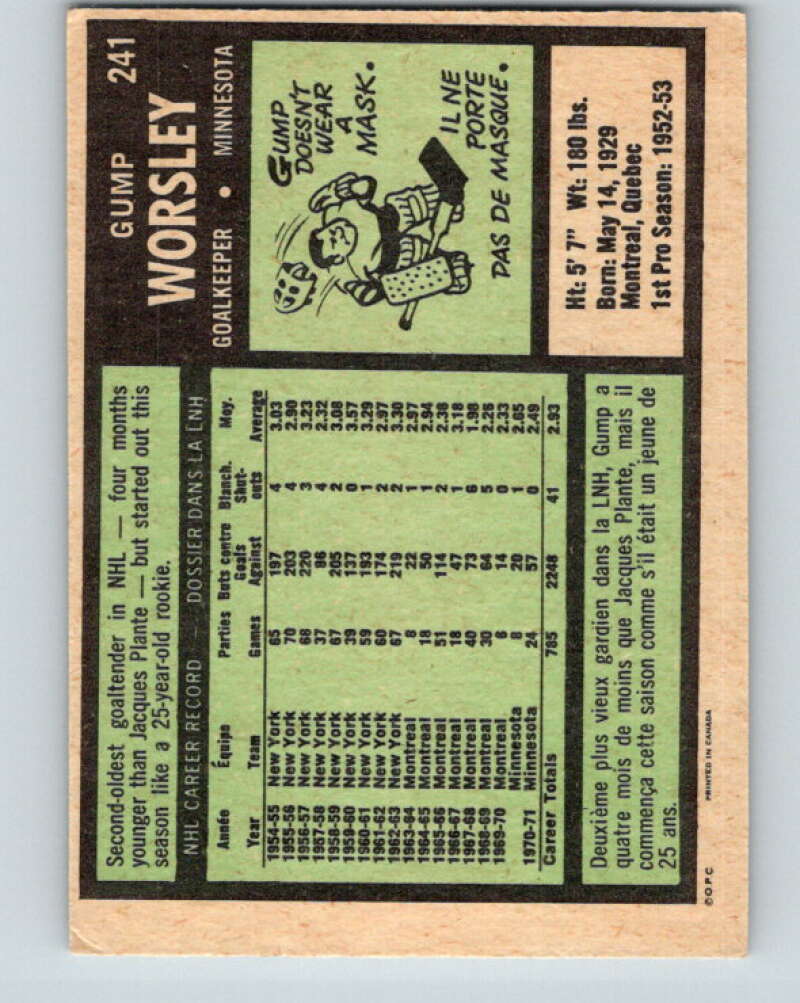 GUMP 241
WORSLEY
GOALKEEPER • MINNESOTA
GUMP
DOESN'T
WEAR
A
MASK.
IL NE
PORTE
PAS DE MASQUE.
Ht: 5' 7" Wt: 180 lbs.
Born: May 14, 1929
Montreal, Quebec
1st Pro Season: 1952-53
Second-oldest goaltender in NHL — four months
younger than Jacques Plante — but started out this
season like a 25-year-old rookie.
NHL CAREER RECORD — DOSSIER DANS LA LNH
Année Équipe Parties Buts contre Blanch. Moy.
Year Team Games Goals Against Shut-outs Average
1954-55 New York 65 197 4 3.03
1955-56 New York 70 203 4 2.90
1956-57 New York 68 220 3 3.23
1957-58 New York 37 86 4 2.32
1958-59 New York 67 205 2 3.08
1959-60 New York 39 137 0 3.57
1960-61 New York 59 193 1 3.29
1961-62 New York 60 174 2 2.97
1962-63 New York 67 219 2 3.30
1963-64 Montreal 8 22 1 2.97
1964-65 Montreal 18 50 1 2.94
1965-66 Montreal 51 114 2 2.38
1966-67 Montreal 18 47 1 3.18
1967-68 Montreal 40 73 6 1.98
1968-69 Montreal 30 64 5 2.26
1969-70 Montreal 6 14 0 2.33
Minnesota 8 20 1 2.65
1970-71 Minnesota 24 57 0 2.49
Career Totals 785 2248 41 2.93
Deuxième plus vieux gardien dans la LNH, Gump a
quatre mois de moins que Jacques Plante, mais il
commença cette saison comme s'il était un jeune de
25 ans.
©O.P.C. PRINTED IN CANADA